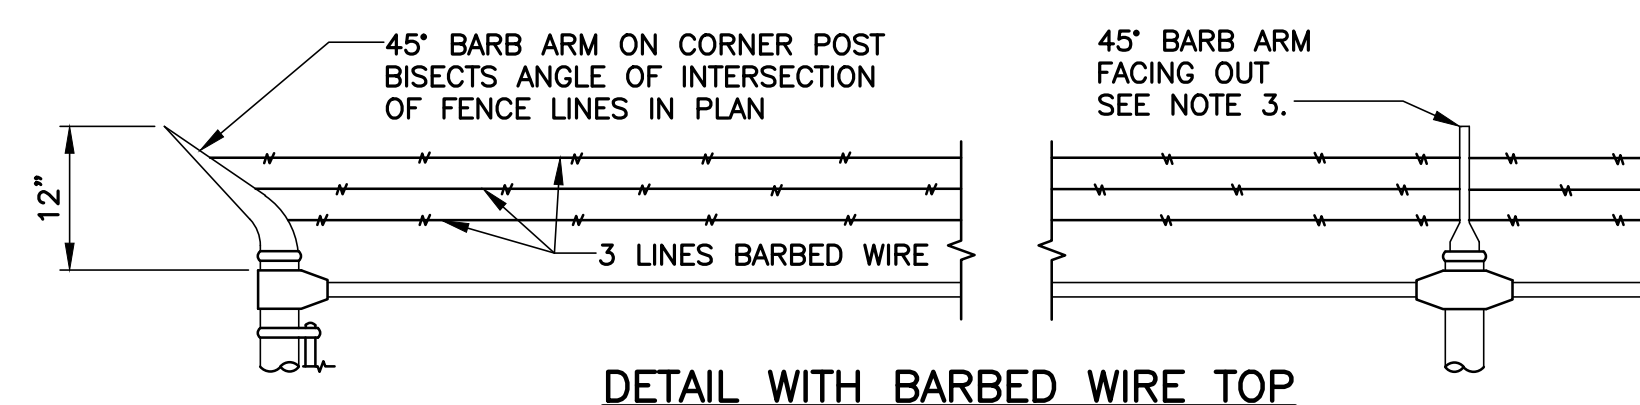 45° BARB ARM ON CORNER POST
BISECTS ANGLE OF INTERSECTION
OF FENCE LINES IN PLAN
45° BARB ARM
FACING OUT
SEE NOTE 3.
12"
3 LINES BARBED WIRE
DETAIL WITH BARBED WIRE TOP